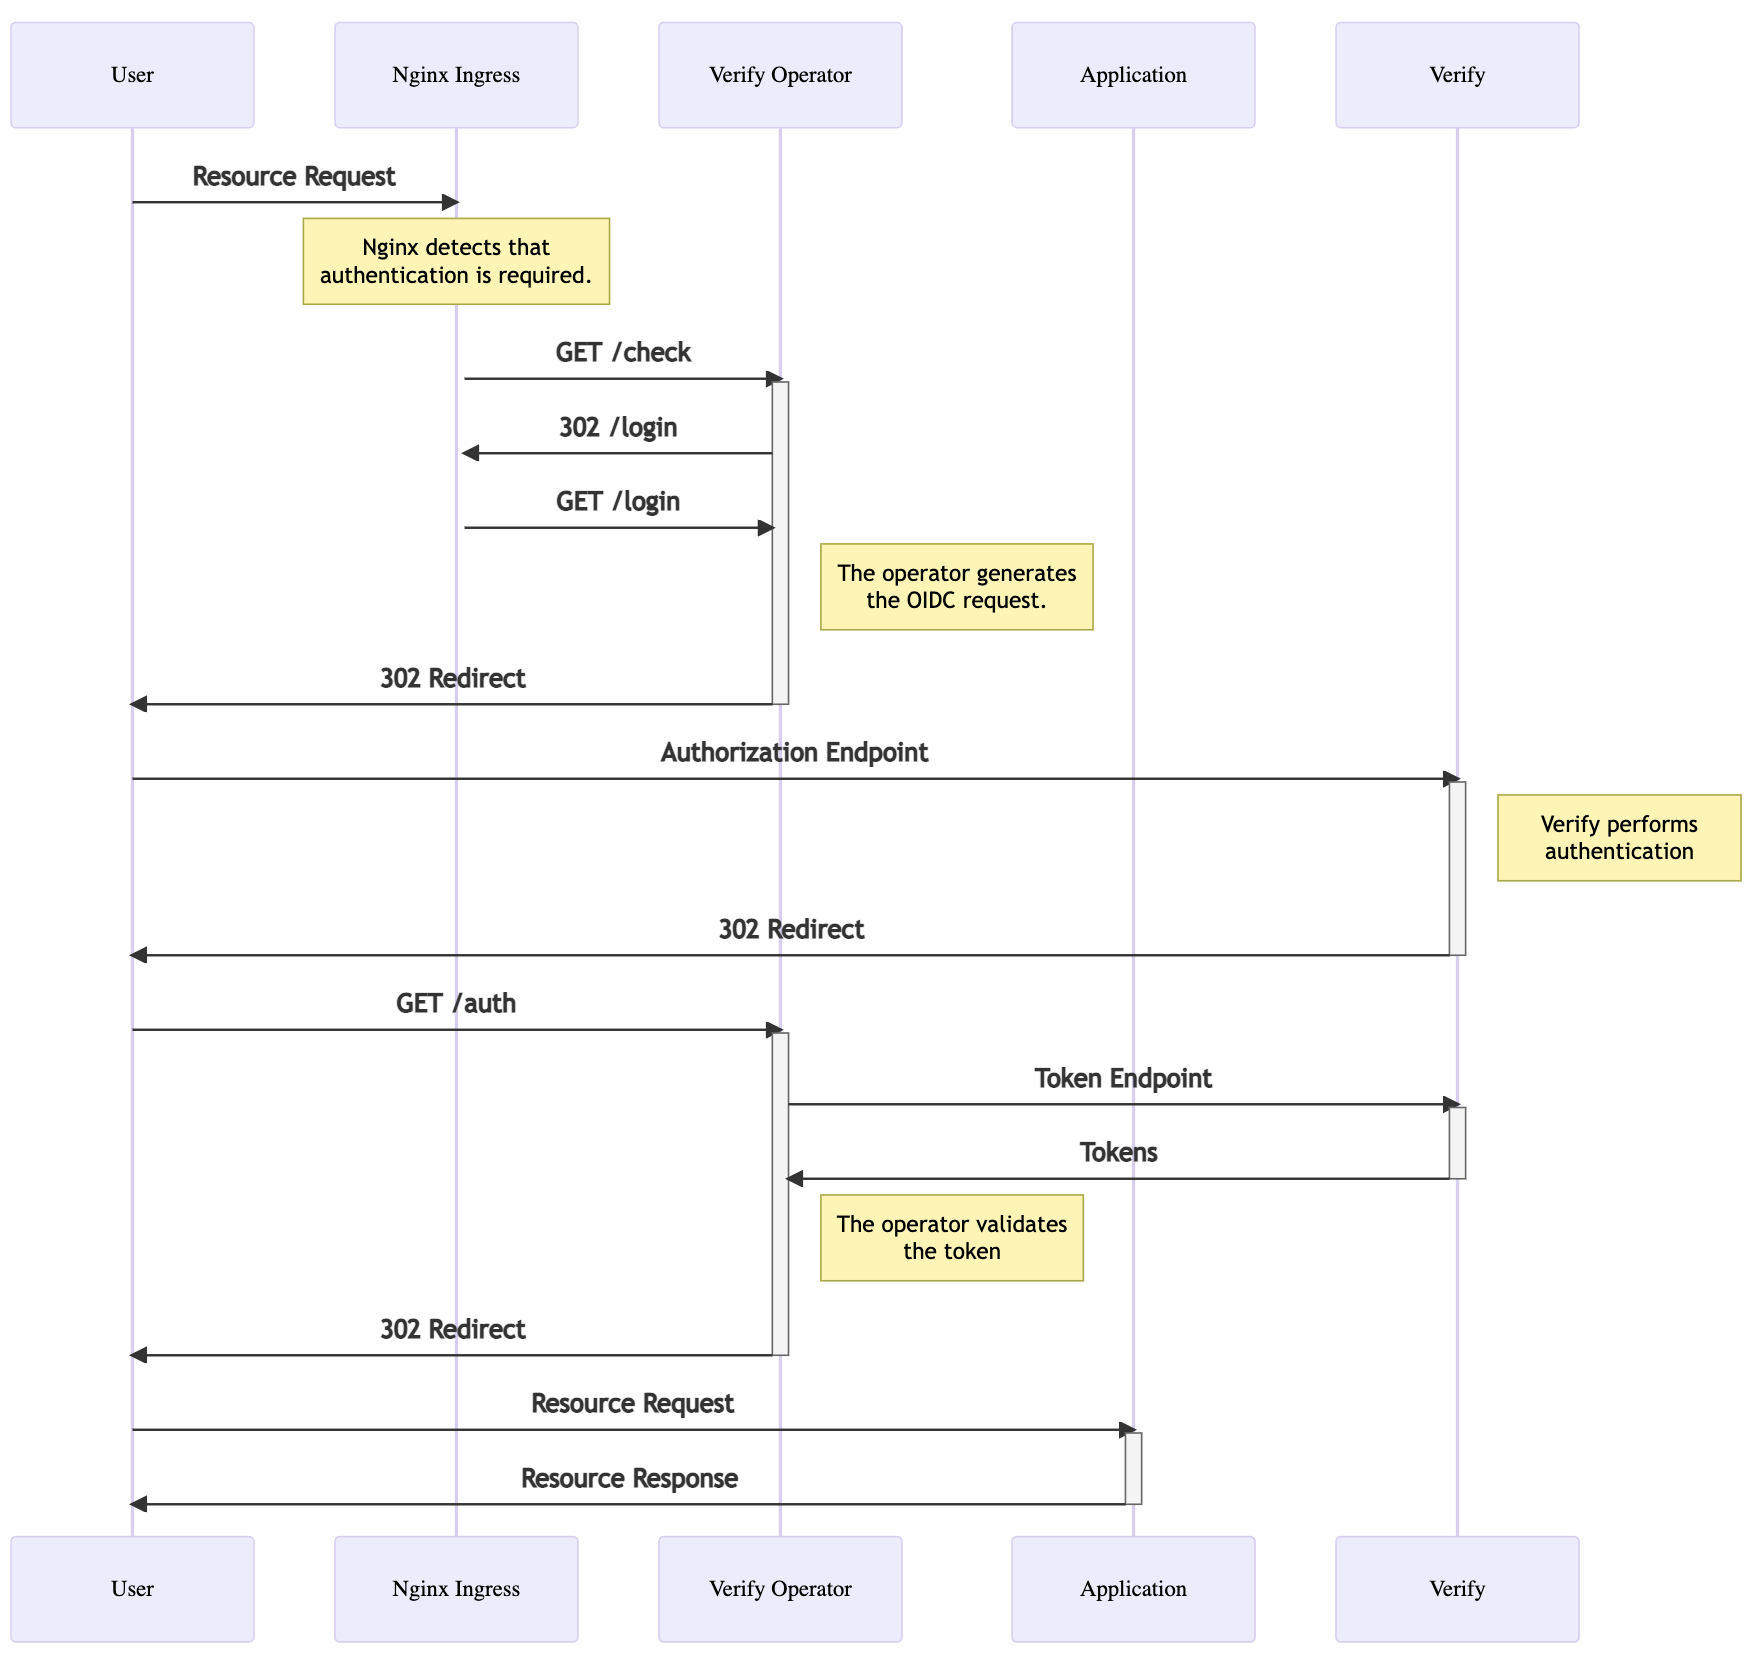 User
Nginx Ingress
Verify Operator
Application
Verify
Resource Request
Nginx detects that
authentication is required.
GET /check
302 /login
GET /login
The operator generates
the OIDC request.
302 Redirect
Authorization Endpoint
Verify performs
authentication
302 Redirect
GET /auth
Token Endpoint
Tokens
The operator validates
the token
302 Redirect
Resource Request
Resource Response
User
Nginx Ingress
Verify Operator
Application
Verify